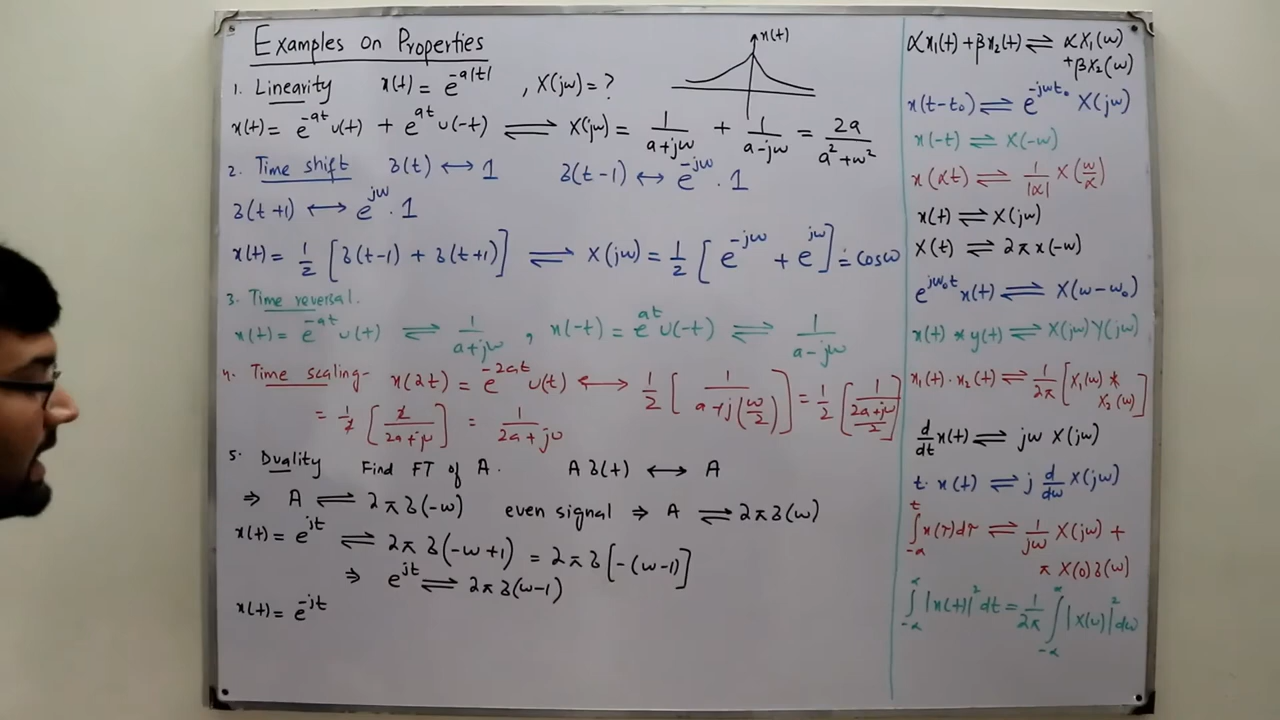 Examples on Properties
x(t)
1. Linearity x(t) = e^{-a|t|} , X(jω) = ?
x(t) = e^{-at} u(t) + e^{at} u(-t) ⇌ X(jω) = 1/(a+jω) + 1/(a-jω) = 2a/(a²+ω²)
2. Time shift δ(t) ↔ 1 δ(t-1) ↔ e^{-jω} . 1
δ(t+1) ↔ e^{jω} . 1
x(t) = 1/2 [δ(t-1) + δ(t+1)] ⇌ X(jω) = 1/2 [e^{-jω} + e^{jω}] = cosω
3. Time reversal.
x(t) = e^{-at} u(t) ⇌ 1/(a+jω) , x(-t) = e^{at} u(-t) ⇌ 1/(a-jω)
4. Time scaling- x(2t) = e^{-2at} u(t) ↔ 1/2 [1/(a+j(ω/2))] = 1/2 [1/((2a+jω)/2)]
= 1/2 [2/(2a+jω)] = 1/(2a+jω)
5. Duality Find FT of A. A δ(t) ↔ A
⇒ A ⇌ 2πδ(-ω) even signal ⇒ A ⇌ 2πδ(ω)
x(t) = e^{jt} ⇌ 2π δ(-ω+1) = 2π δ[-(ω-1)]
⇒ e^{jt} ⇌ 2π δ(ω-1)
x(t) = e^{-jt}
αx₁(t) + βx₂(t) ⇌ αX₁(ω)
+βX₂(ω)
x(t-t₀) ⇌ e^{-jωt₀} X(jω)
x(-t) ⇌ X(-ω)
x(αt) ⇌ 1/|α| X(ω/α)
x(t) ⇌ X(jω)
X(t) ⇌ 2π x(-ω)
e^{jω₀t} x(t) ⇌ X(ω-ω₀)
x(t) * y(t) ⇌ X(jω)Y(jω)
x₁(t) . x₂(t) ⇌ 1/2π [X₁(ω) *
X₂(ω)]
d/dt x(t) ⇌ jω X(jω)
t. x(t) ⇌ j d/dω X(jω)
∫_{-∞}^{t} x(τ)dτ ⇌ 1/jω X(jω) +
π X(0)δ(ω)
∫_{-∞}^{∞} |x(t)|² dt = 1/2π ∫_{-∞}^{∞} |X(ω)|² dω